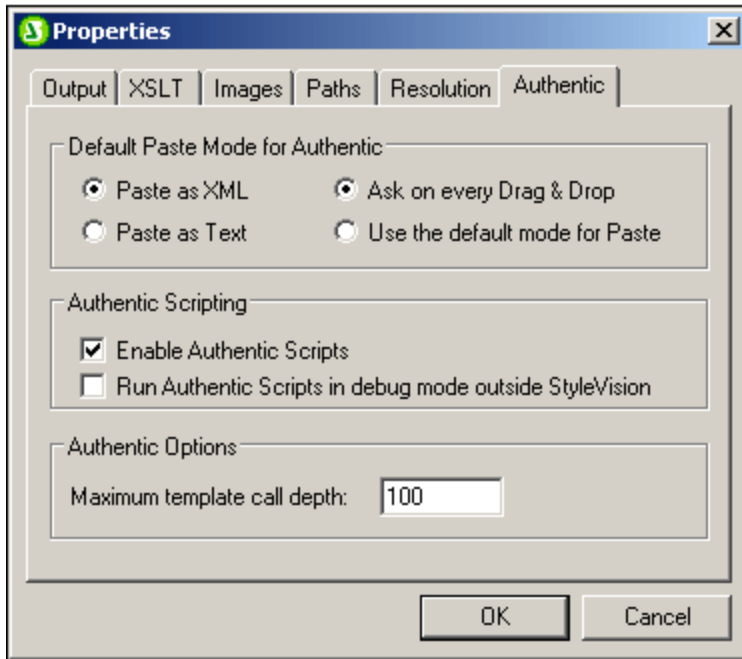 Properties
Output XSLT Images Paths Resolution Authentic
Default Paste Mode for Authentic
Paste as XML Ask on every Drag & Drop
Paste as Text Use the default mode for Paste
Authentic Scripting
Enable Authentic Scripts
Run Authentic Scripts in debug mode outside StyleVision
Authentic Options
Maximum template call depth: 100
OK Cancel